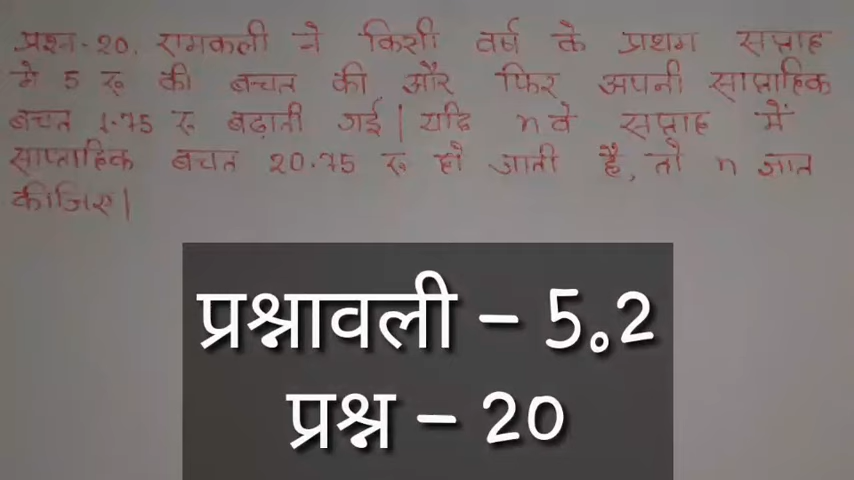 प्रश्न-20. रामकली ने किसी वर्ष के प्रथम सप्ताह
मे 5 रू की बचत की और फिर अपनी साप्ताहिक
बचत 1.75 रू बढ़ाती गई| यदि n वे सप्ताह में
साप्ताहिक बचत 20.75 रू हो जाती है, तो n ज्ञात
कीजिए|
प्रश्नावली - 5.2
प्रश्न - 20